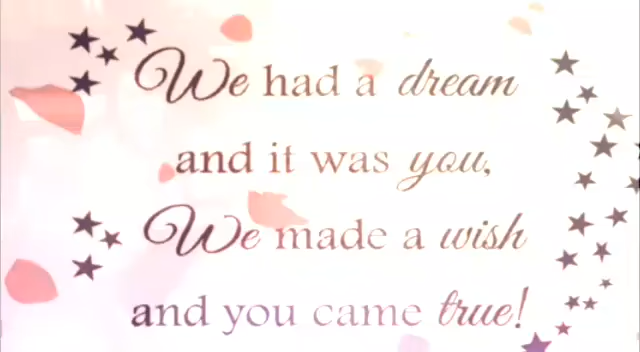 We had a dream
and it was you,
We made a wish
and you came true!